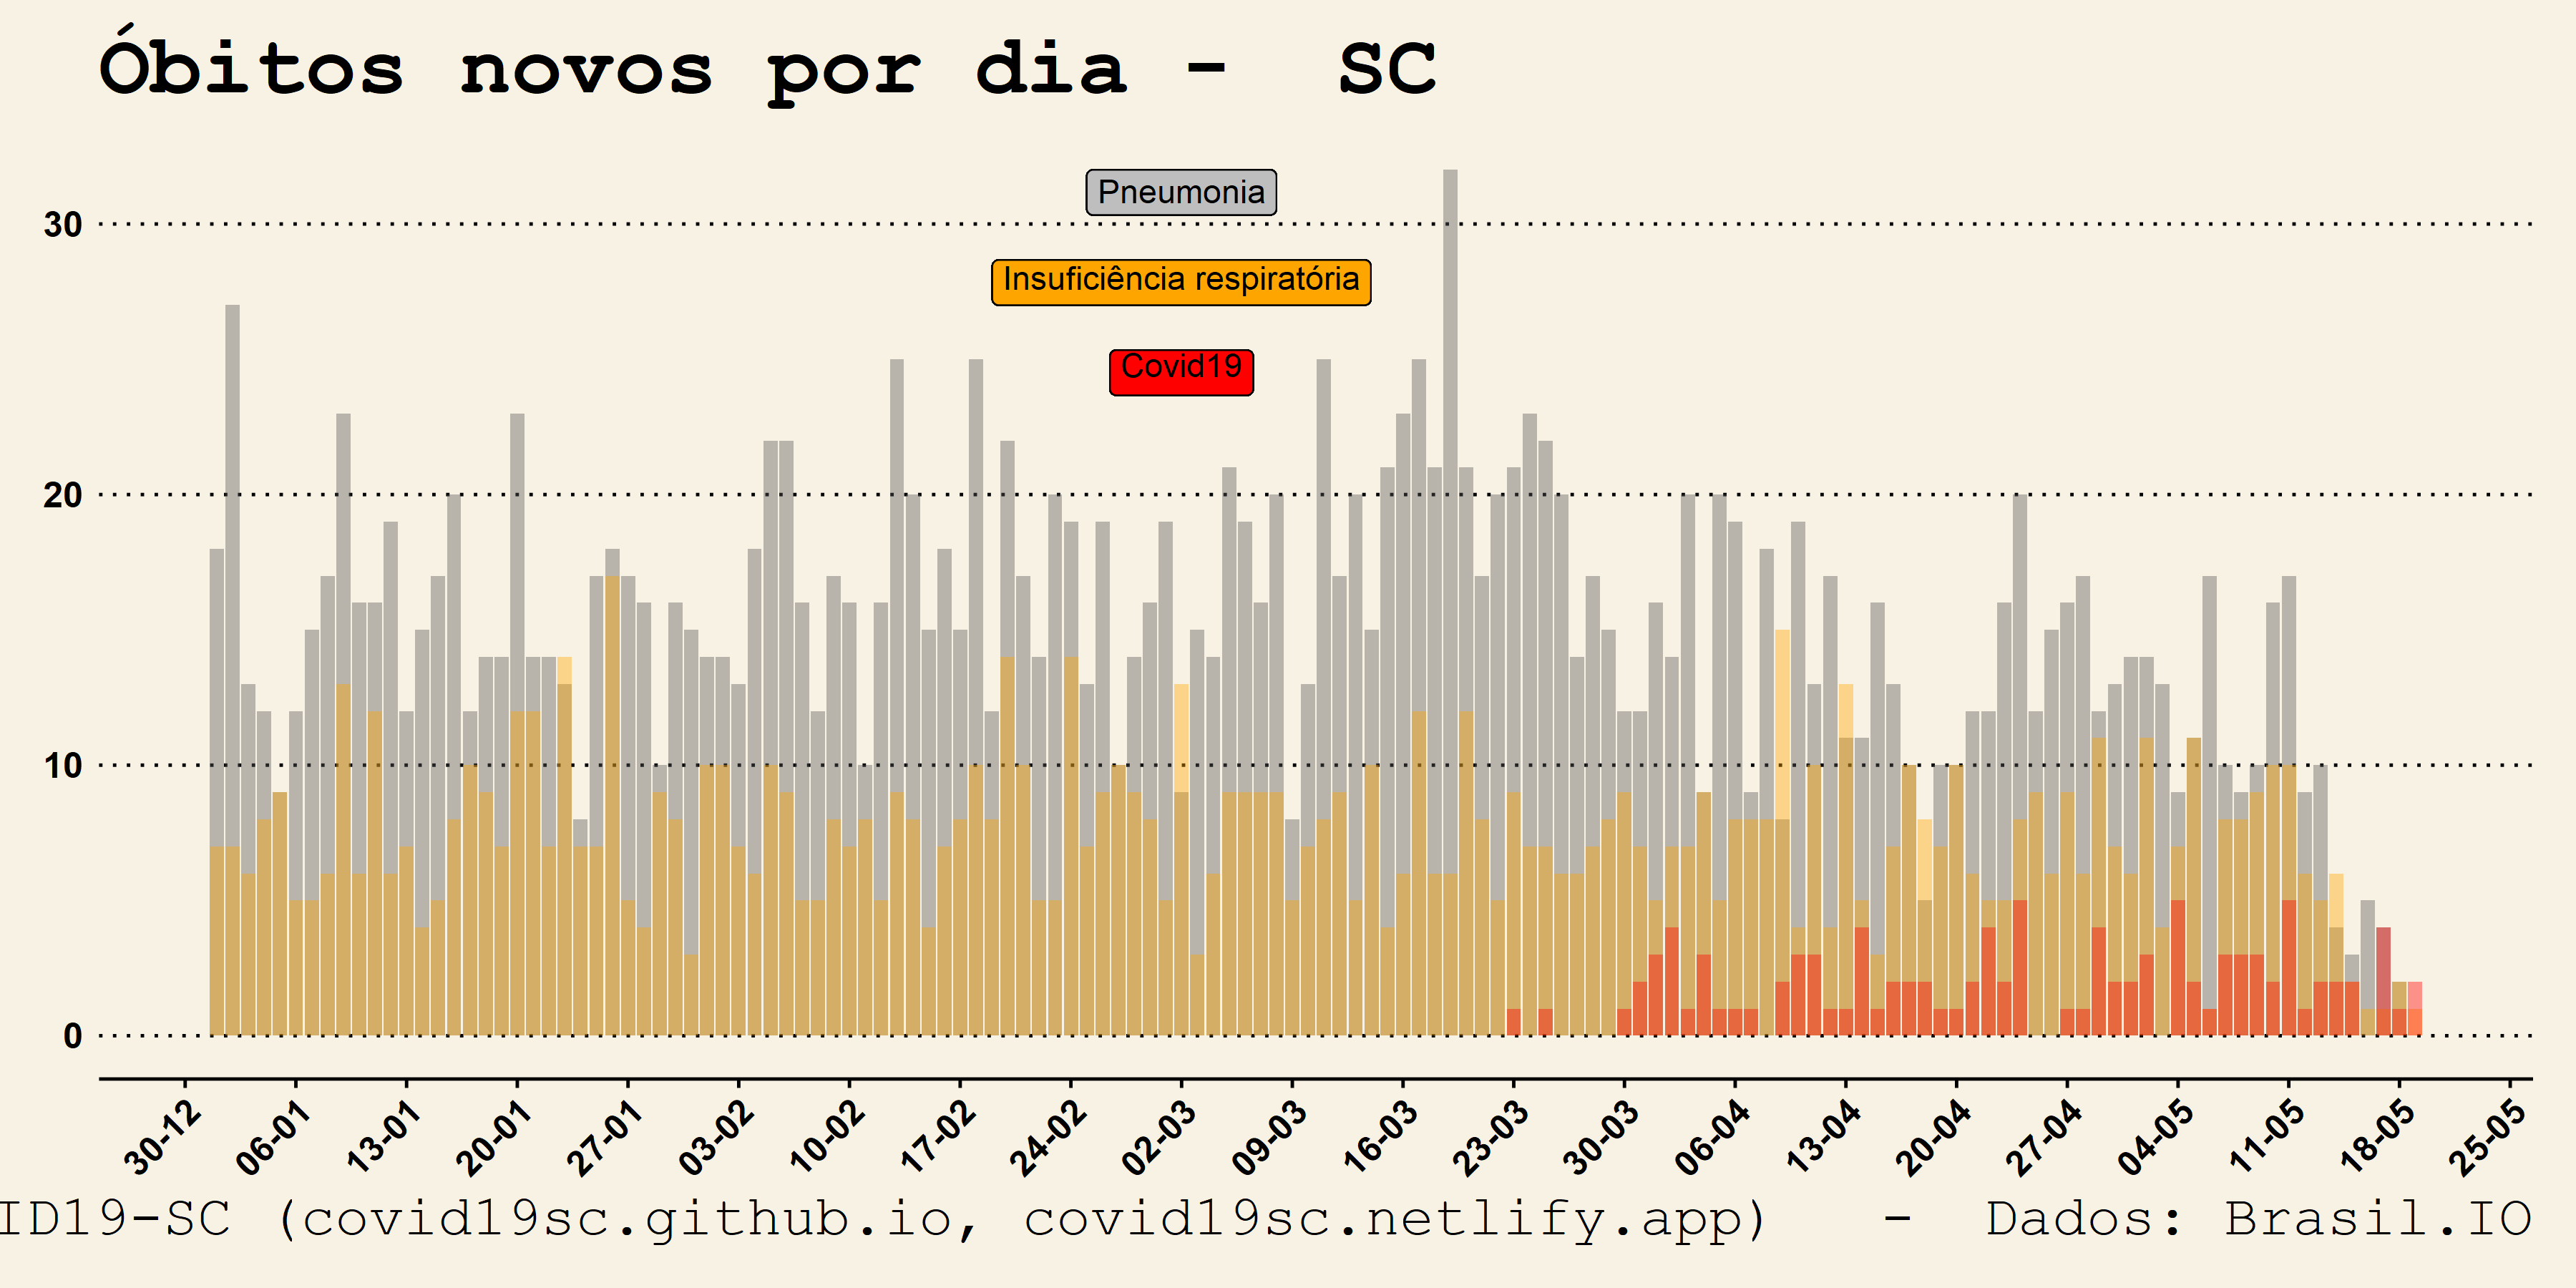 Óbitos novos por dia -  SC
Pneumonia
30
Insuficiência respiratória
Covid19
20
10
0
30-12 06-01 13-01 20-01 27-01 03-02 10-02 17-02 24-02 02-03 09-03 16-03 23-03 30-03 06-04 13-04 20-04 27-04 04-05 11-05 18-05 25-05
ID19-SC (covid19sc.github.io, covid19sc.netlify.app)  -  Dados: Brasil.IO